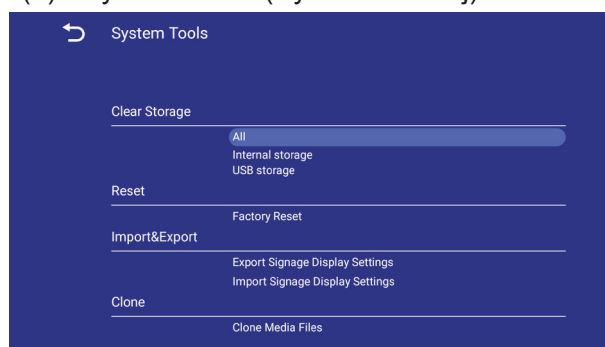 System Tools
Clear Storage
All
Internal storage
USB storage
Reset
Factory Reset
Import&Export
Export Signage Display Settings
Import Signage Display Settings
Clone
Clone Media Files